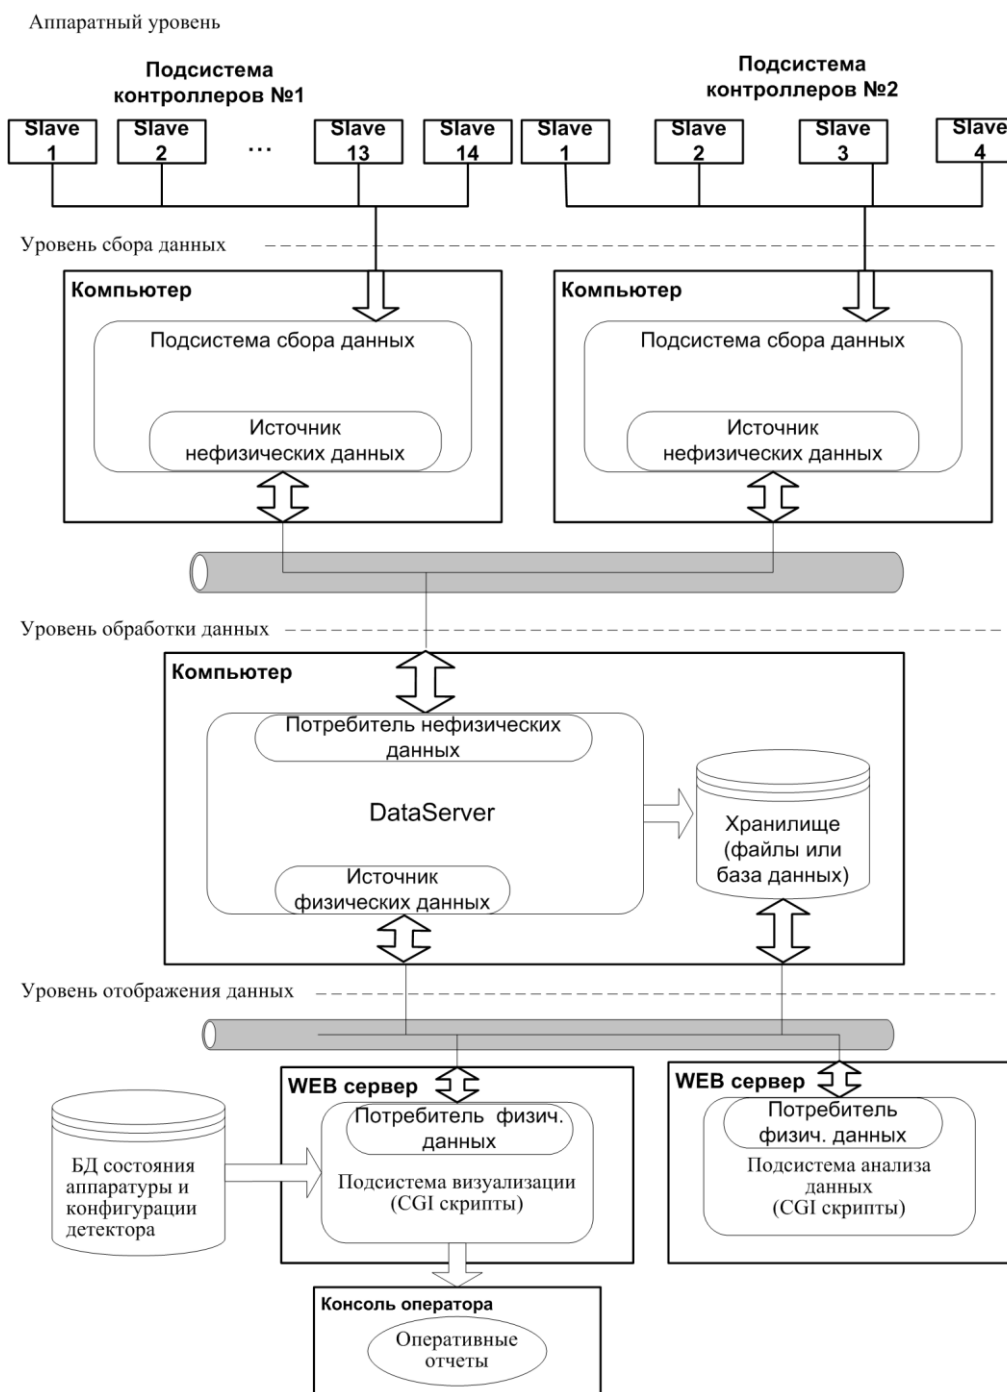 Аппаратный уровень
Подсистема
контроллеров №1
Подсистема
контроллеров №2
Slave
1
Slave
2
...
Slave
13
Slave
14
Slave
1
Slave
2
Slave
3
Slave
4
Уровень сбора данных
Компьютер
Подсистема сбора данных
Источник
нефизических данных
Компьютер
Подсистема сбора данных
Источник
нефизических данных
Уровень обработки данных
Компьютер
Потребитель нефизических
данных
DataServer
Источник
физических данных
Хранилище
(файлы или
база данных)
Уровень отображения данных
WEB сервер
Потребитель физич.
данных
Подсистема визуализации
(CGI скрипты)
WEB сервер
Потребитель
физич. данных
Подсистема анализа
данных
(CGI скрипты)
БД состояния
аппаратуры и
конфигурации
детектора
Консоль оператора
Оперативные
отчеты